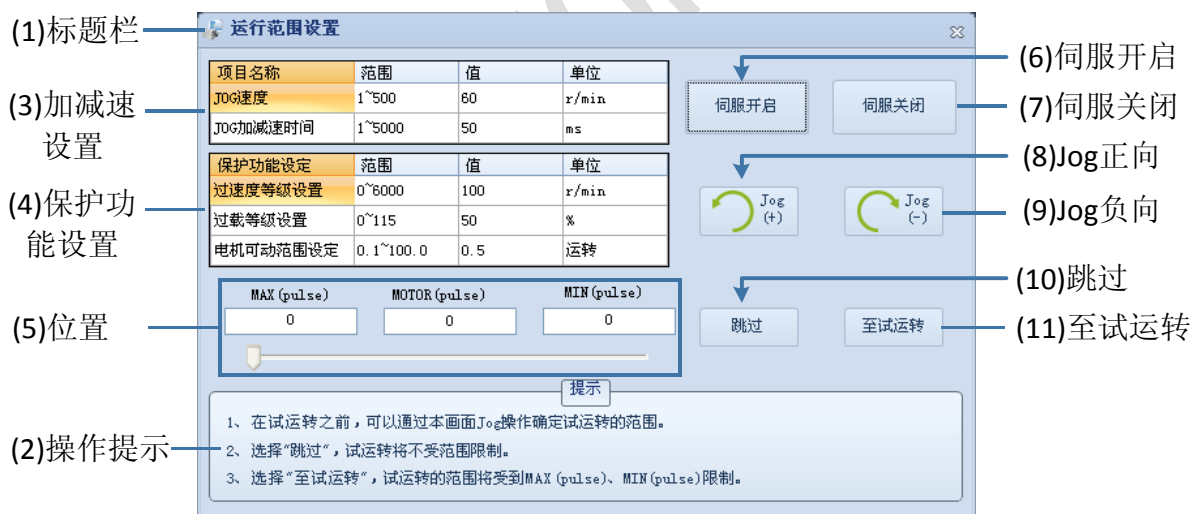 (1)标题栏
运行范围设置
(3)加减速
设置
项目名称 范围 值 单位
JOG速度 1~500 60 r/min
JOG加减速时间 1~5000 50 ms
(4)保护功
能设置
保护功能设定 范围 值 单位
过速度等级设置 0~6000 100 r/min
过载等级设置 0~115 50 %
电机可动范围设定 0.1~100.0 0.5 运转
(5)位置
MAX(pulse) MOTOR(pulse) MIN(pulse)
0 0 0
伺服开启 伺服关闭
Jog
(+)
Jog
(-)
跳过 至试运转
(6)伺服开启
(7)伺服关闭
(8)Jog正向
(9)Jog负向
(10)跳过
(11)至试运转
提示
(2)操作提示
1、在试运转之前，可以通过本画面Jog操作确定试运转的范围。
2、选择"跳过"，试运转将不受范围限制。
3、选择"至试运转"，试运转的范围将受到MAX(pulse)、MIN(pulse)限制。